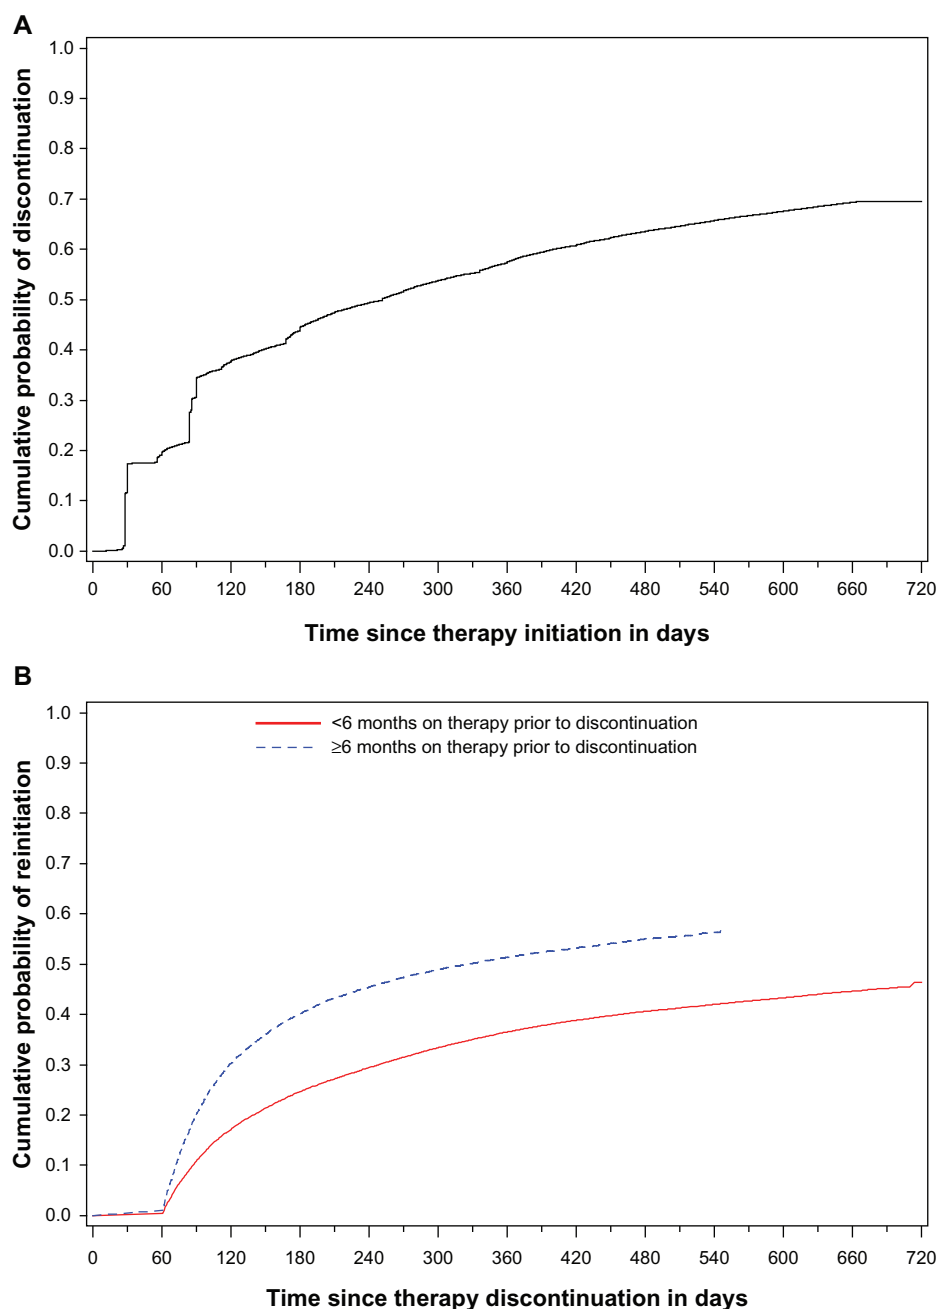 A
Cumulative probability of discontinuation
1.0
0.9
0.8
0.7
0.6
0.5
0.4
0.3
0.2
0.1
0.0
0 60 120 180 240 300 360 420 480 540 600 660 720
Time since therapy initiation in days
B
Cumulative probability of reinitiation
<6 months on therapy prior to discontinuation
≥6 months on therapy prior to discontinuation
1.0
0.9
0.8
0.7
0.6
0.5
0.4
0.3
0.2
0.1
0.0
0 60 120 180 240 300 360 420 480 540 600 660 720
Time since therapy discontinuation in days